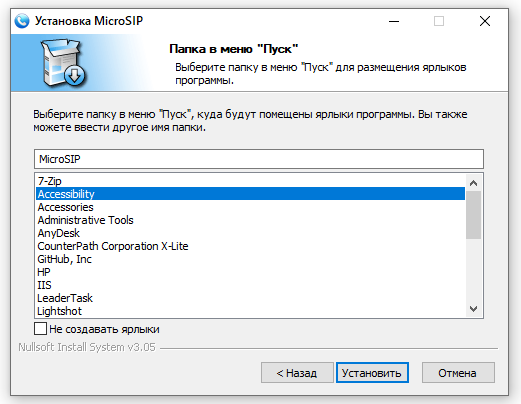 Установка MicroSIP
Папка в меню "Пуск"
Выберите папку в меню "Пуск" для размещения ярлыков
программы.
Выберите папку в меню "Пуск", куда будут помещены ярлыки программы. Вы также
можете ввести другое имя папки.
MicroSIP
7-Zip
Accessibility
Accessories
Administrative Tools
AnyDesk
CounterPath Corporation X-Lite
GitHub, Inc
HP
IIS
LeaderTask
Lightshot
Не создавать ярлыки
Nullsoft Install System v3.05
< Назад
Установить
Отмена